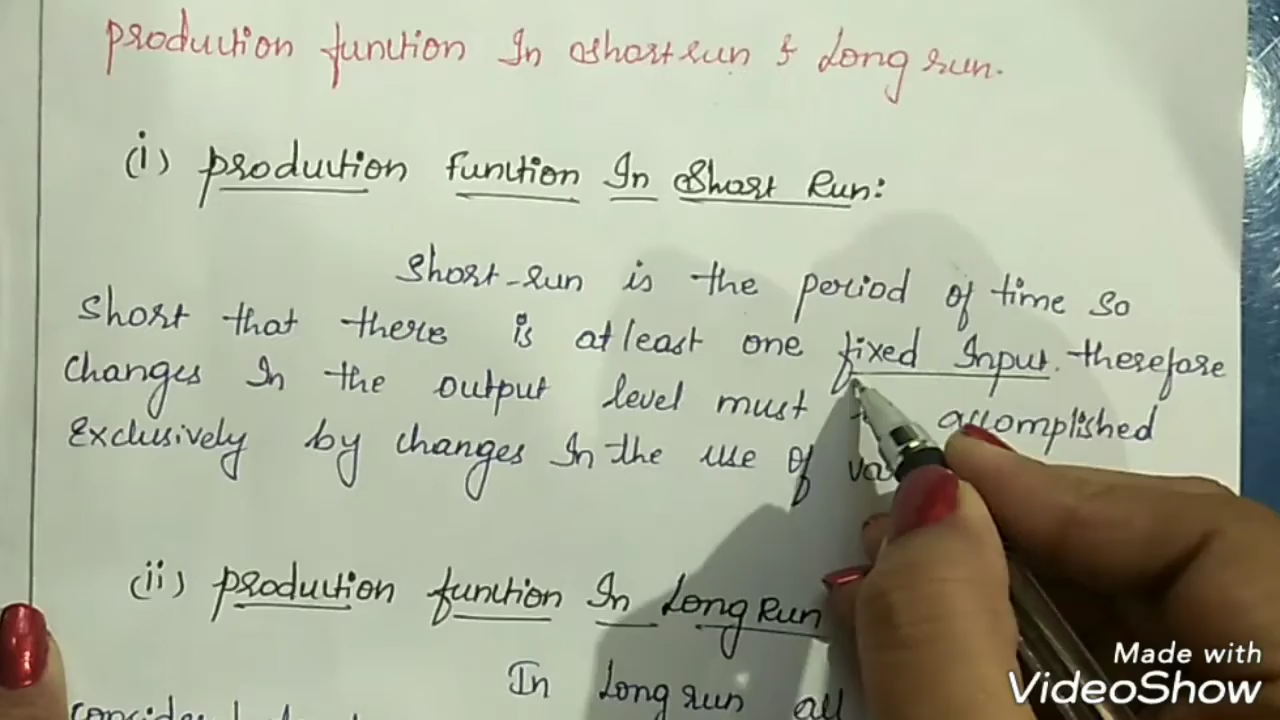 production function In short run & Long run.
(i) production function In Short Run:
Short-run is the period of time so
short that there is atleast one fixed Input. therefore
changes In the output level must accomplished
Exclusively by changes In the use of
(ii) production function In Long Run
In Long run all
Made with
VideoShow